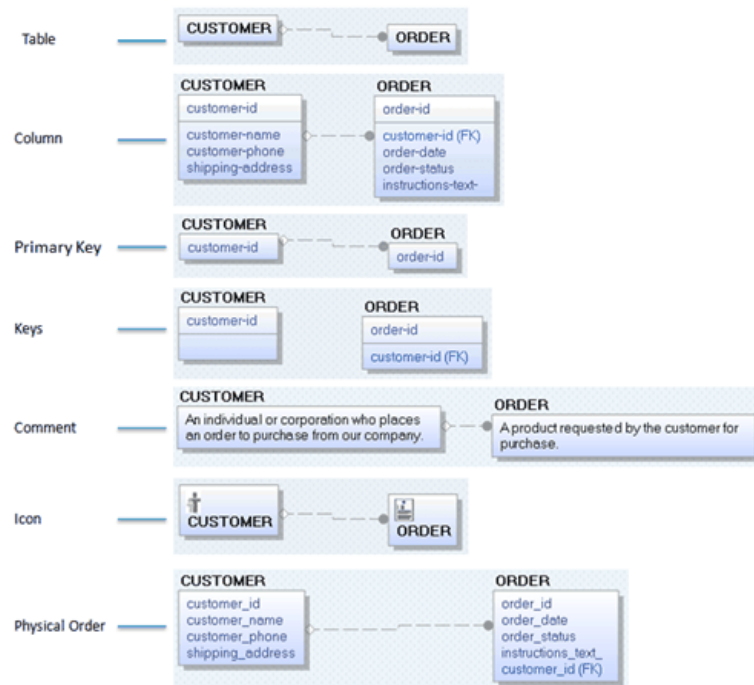 Table
CUSTOMER
ORDER
Column
CUSTOMER
customer-id
customer-name
customer-phone
shipping-address
ORDER
order-id
customer-id (FK)
order-date
order-status
instructions-text-
Primary Key
CUSTOMER
customer-id
ORDER
order-id
Keys
CUSTOMER
customer-id
ORDER
order-id
customer-id (FK)
Comment
CUSTOMER
An individual or corporation who places
an order to purchase from our company.
ORDER
A product requested by the customer for
purchase.
Icon
CUSTOMER
ORDER
Physical Order
CUSTOMER
customer_id
customer_name
customer_phone
shipping_address
ORDER
order_id
order_date
order_status
instructions_text_
customer_id (FK)